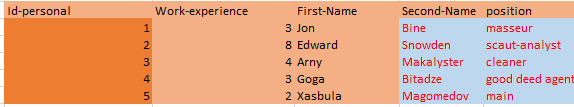 Id-personal Work-experience First-Name Second-Name position
1 3 Jon Bine masseur
2 8 Edward Snowden scaut-analyst
3 4 Arny Makalyster cleaner
4 3 Goga Bitadze good deed agent
5 2 Xasbula Magomedov main